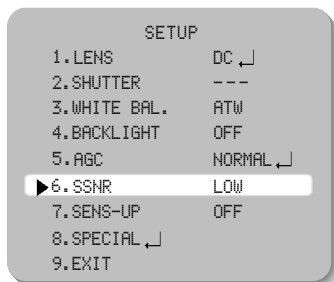 SETUP
1.LENS DC ↵
2.SHUTTER ---
3.WHITE BAL. ATW
4.BACKLIGHT OFF
5.AGC NORMAL ↵
▶6.SSNR LOW
7.SENS-UP OFF
8.SPECIAL ↵
9.EXIT